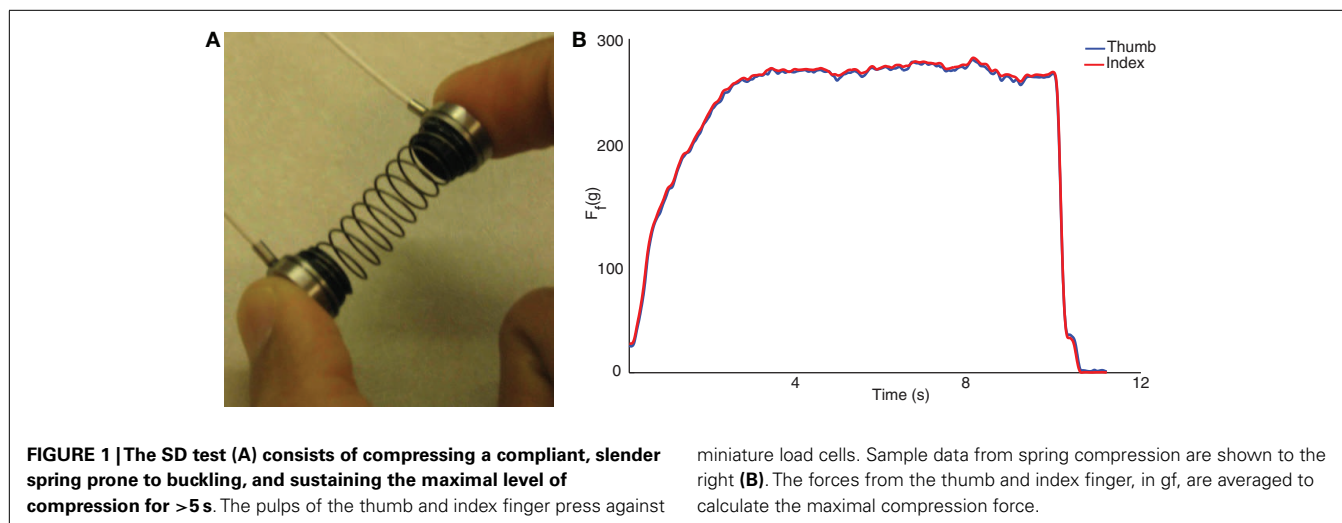 A
B
300
200
100
0
F_f(g)
Thumb
Index
4
8
12
Time (s)
FIGURE 1 | The SD test (A) consists of compressing a compliant, slender
spring prone to buckling, and sustaining the maximal level of
compression for >5 s. The pulps of the thumb and index finger press against
miniature load cells. Sample data from spring compression are shown to the
right (B). The forces from the thumb and index finger, in gf, are averaged to
calculate the maximal compression force.